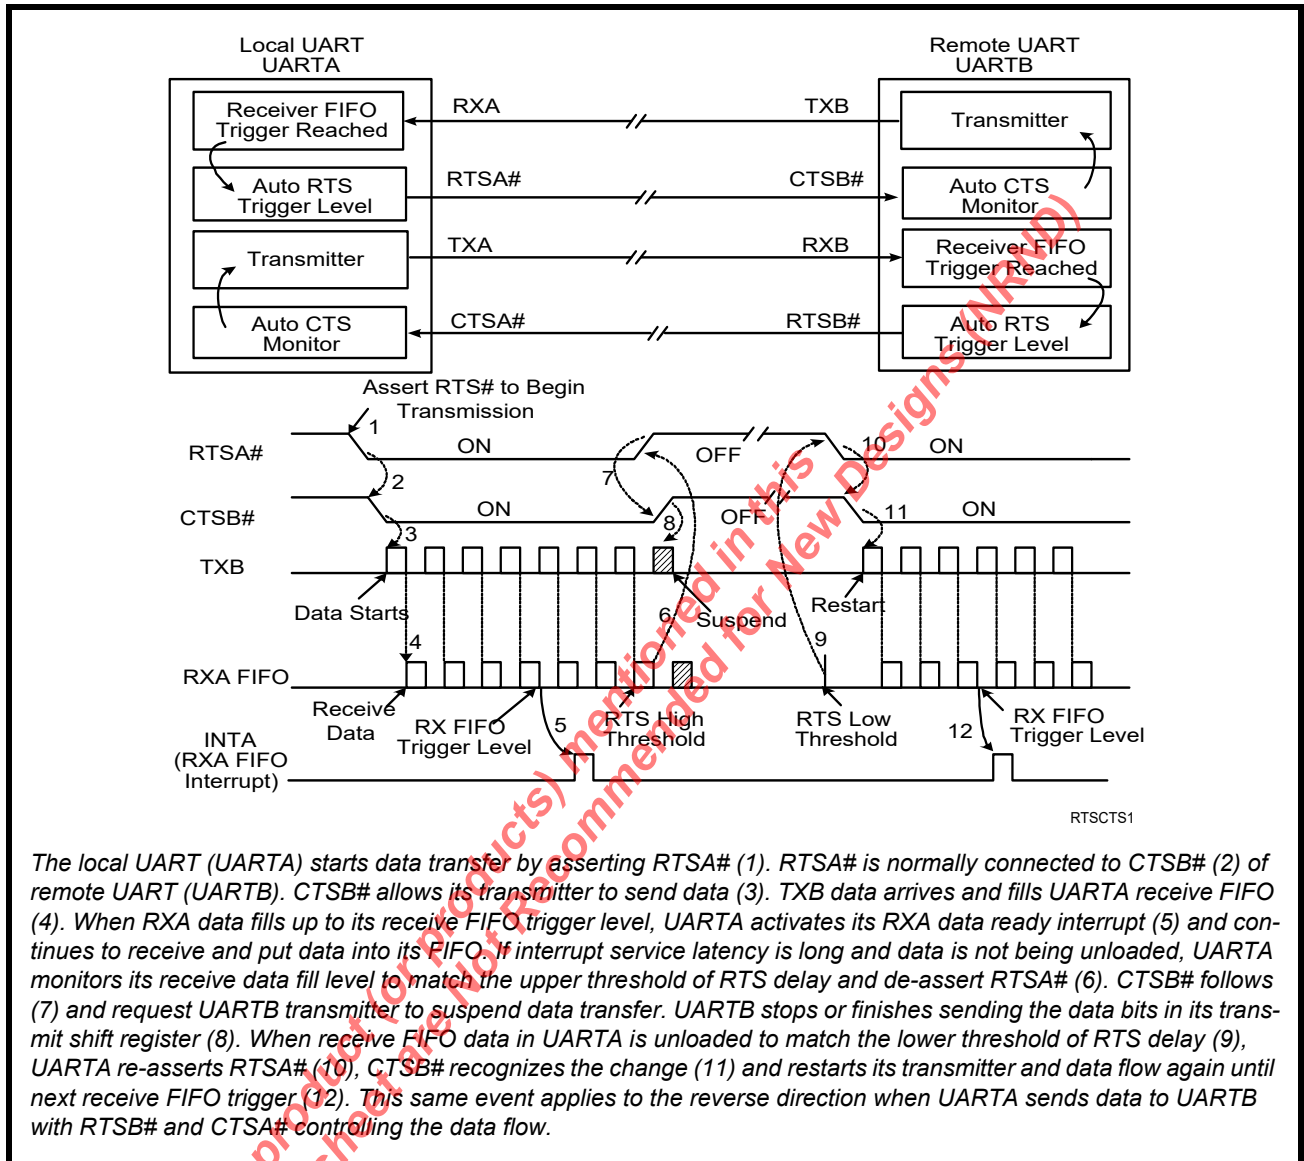 Local UART
UARTA
Remote UART
UARTB
Receiver FIFO
Trigger Reached
RXA
TXB
Transmitter
Auto RTS
Trigger Level
RTSA#
CTSB#
Auto CTS
Monitor
Transmitter
TXA
RXB
Receiver FIFO
Trigger Reached
Auto CTS
Monitor
CTSA#
RTSB#
Auto RTS
Trigger Level
Assert RTS# to Begin
Transmission
1
RTSA#
ON
7
OFF
10
ON
2
CTSB#
ON
8
OFF
11
ON
3
TXB
Data Starts
6
Suspend
Restart
4
9
RXA FIFO
Receive
Data
RX FIFO
Trigger Level
5
RTS High
Threshold
RTS Low
Threshold
12
RX FIFO
Trigger Level
INTA
(RXA FIFO
Interrupt)
RTSCTS1
The local UART (UARTA) starts data transfer by asserting RTSA# (1). RTSA# is normally connected to CTSB# (2) of
remote UART (UARTB). CTSB# allows its transmitter to send data (3). TXB data arrives and fills UARTA receive FIFO
(4). When RXA data fills up to its receive FIFO trigger level, UARTA activates its RXA data ready interrupt (5) and con-
tinues to receive and put data into its FIFO. If interrupt service latency is long and data is not being unloaded, UARTA
monitors its receive data fill level to match the upper threshold of RTS delay and de-assert RTSA# (6). CTSB# follows
(7) and request UARTB transmitter to suspend data transfer. UARTB stops or finishes sending the data bits in its trans-
mit shift register (8). When receive FIFO data in UARTA is unloaded to match the lower threshold of RTS delay (9),
UARTA re-asserts RTSA# (10), CTSB# recognizes the change (11) and restarts its transmitter and data flow again until
next receive FIFO trigger (12). This same event applies to the reverse direction when UARTA sends data to UARTB
with RTSB# and CTSA# controlling the data flow.
product (or products) mentioned in this
sheet are Not Recommended for New Designs (NRND)